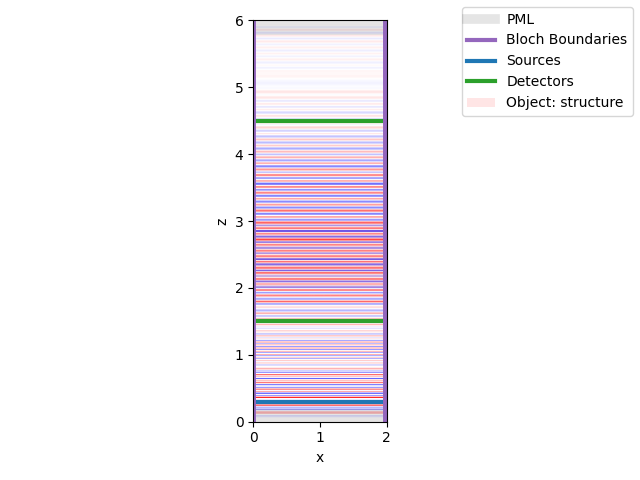 PML
Bloch Boundaries
Sources
Detectors
Object: structure
6
5
4
3
2
1
0
z
0 1 2
x